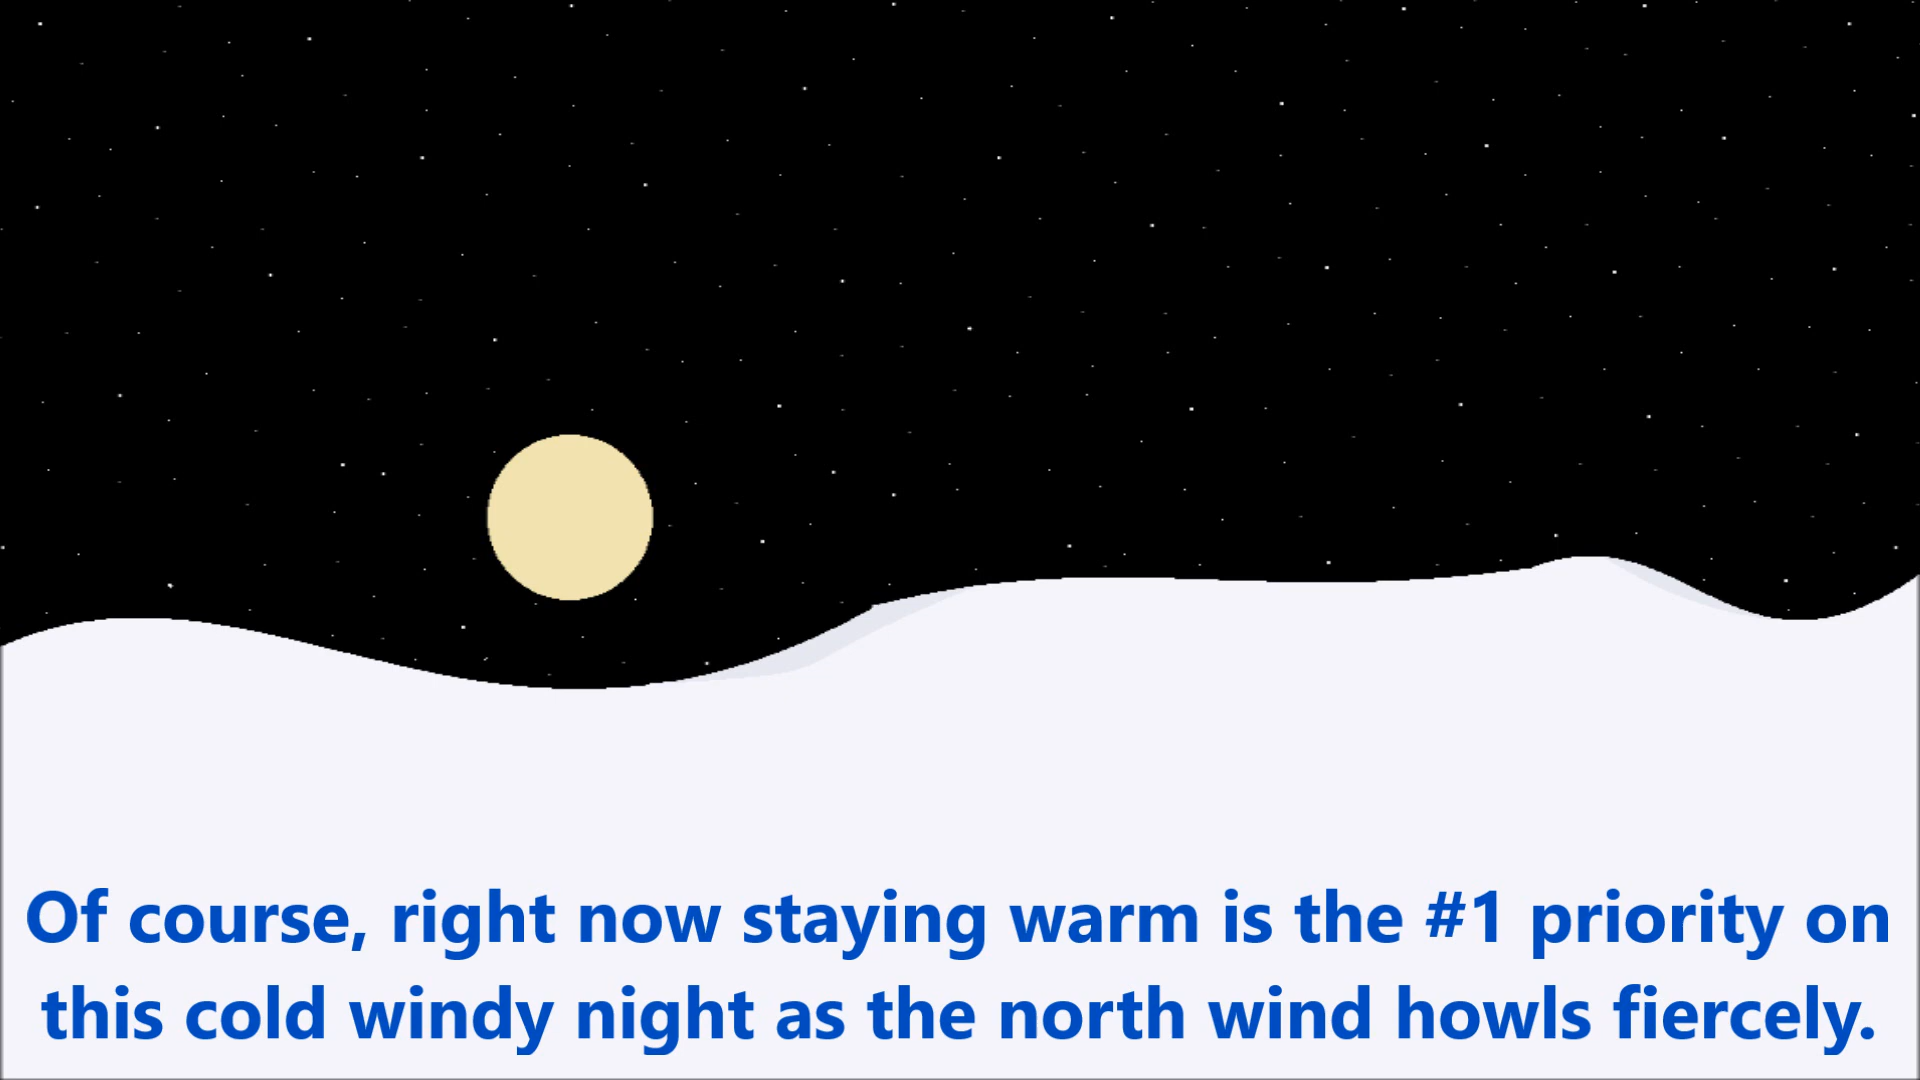 Of course, right now staying warm is the #1 priority on
this cold windy night as the north wind howls fiercely.